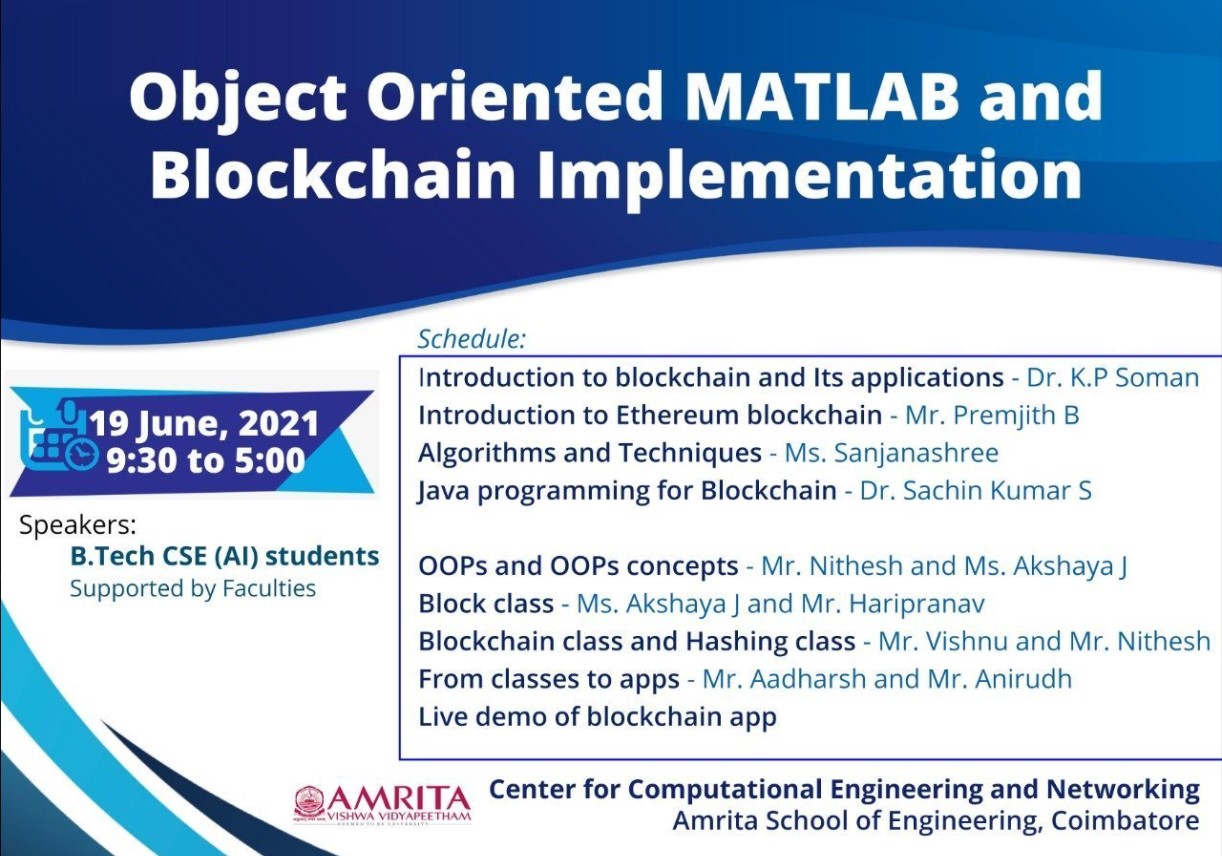 Object Oriented MATLAB and
Blockchain Implementation
Schedule:
Introduction to blockchain and Its applications - Dr. K.P Soman
Introduction to Ethereum blockchain - Mr. Premjith B
Algorithms and Techniques - Ms. Sanjanashree
Java programming for Blockchain - Dr. Sachin Kumar S
OOPs and OOPs concepts - Mr. Nithesh and Ms. Akshaya J
Block class - Ms. Akshaya J and Mr. Haripranav
Blockchain class and Hashing class - Mr. Vishnu and Mr. Nithesh
From classes to apps - Mr. Aadharsh and Mr. Anirudh
Live demo of blockchain app
19 June, 2021
9:30 to 5:00
Speakers:
B.Tech CSE (AI) students
Supported by Faculties
AMRITA
VISHWA VIDYAPEETHAM
Center for Computational Engineering and Networking
Amrita School of Engineering, Coimbatore